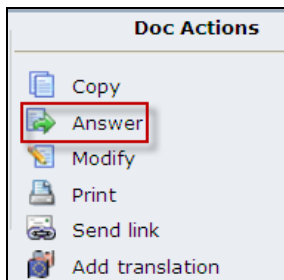 Doc Actions
Copy
Answer
Modify
Print
Send link
Add translation